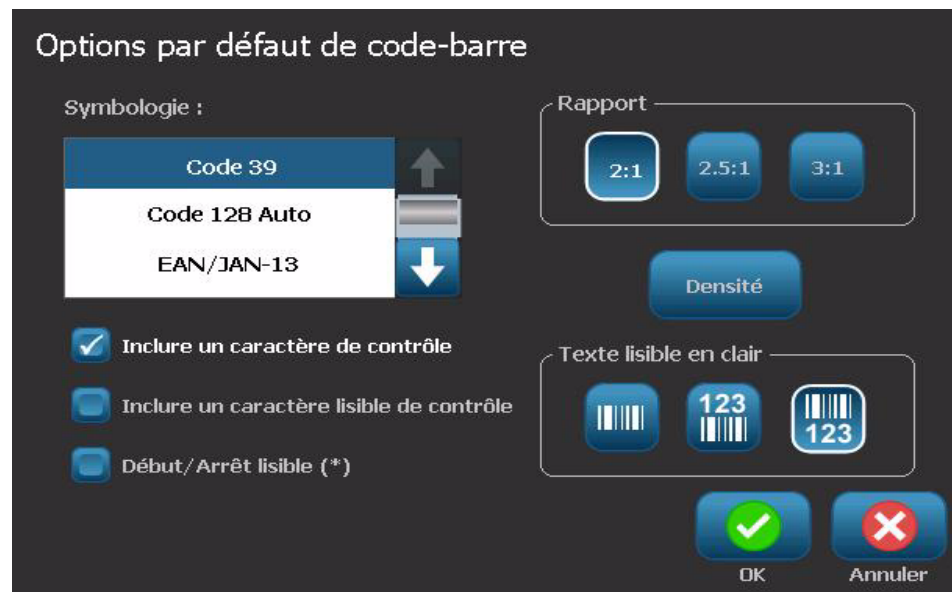 Options par défaut de code-barre
Symbologie :
Code 39
Code 128 Auto
EAN/JAN-13
Inclure un caractère de contrôle
Inclure un caractère lisible de contrôle
Début/Arrêt lisible (*)
Rapport
2:1 2.5:1 3:1
Densité
Texte lisible en clair
123
123
OK Annuler